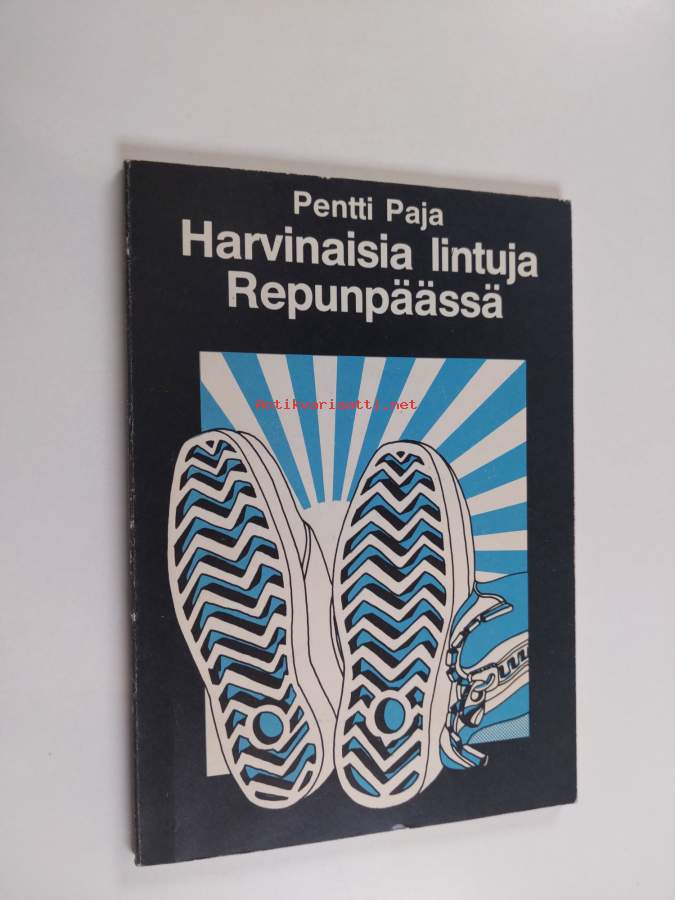 Pentti Paja
Harvinaisia lintuja
Repunpäässä
Antikvariaatti.net